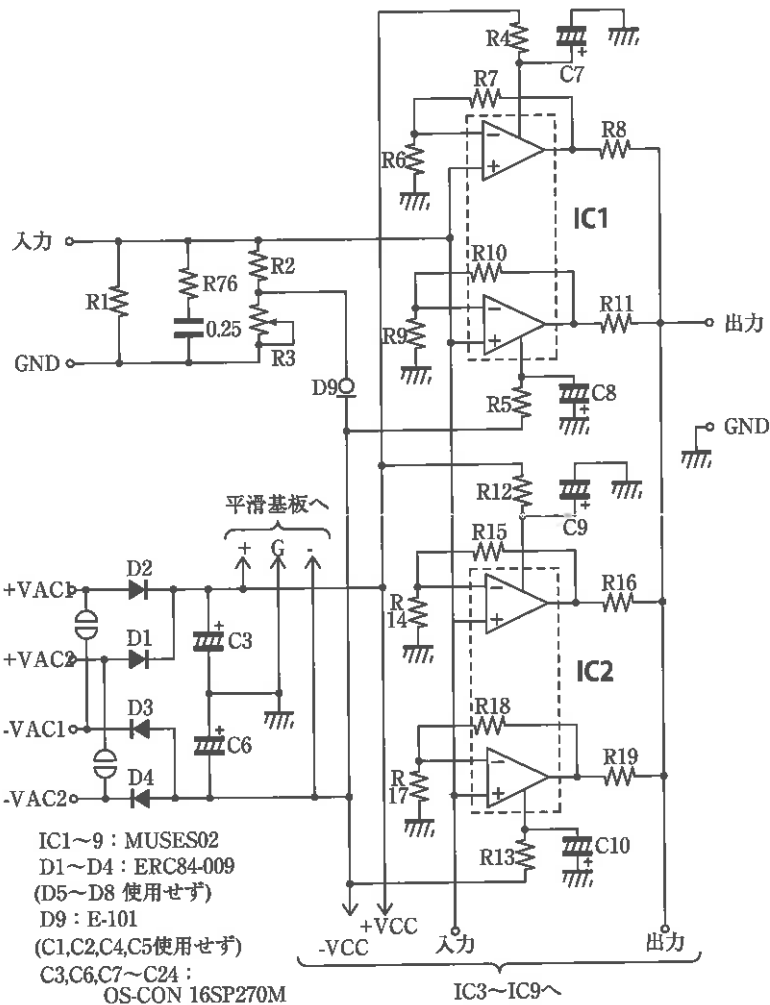 R4
C7
R7
R6
R8
IC1
入力
R76
R2
R1
0.25
R3
GND
R10
R9
R11
出力
D9
R5
C8
GND
平滑基板へ
+ G -
R12
C9
+VAC1
D2
R15
R
14
R16
C3
+VAC2
D1
IC2
-VAC1
D3
C6
R18
R
17
R19
-VAC2
D4
R13
C10
IC1~9：MUSES02
D1~D4：ERC84-009
(D5~D8 使用せず)
D9：E-101
(C1,C2,C4,C5使用せず)
C3,C6,C7~C24：
OS-CON 16SP270M
-VCC
+VCC
入力
出力
IC3~IC9へ